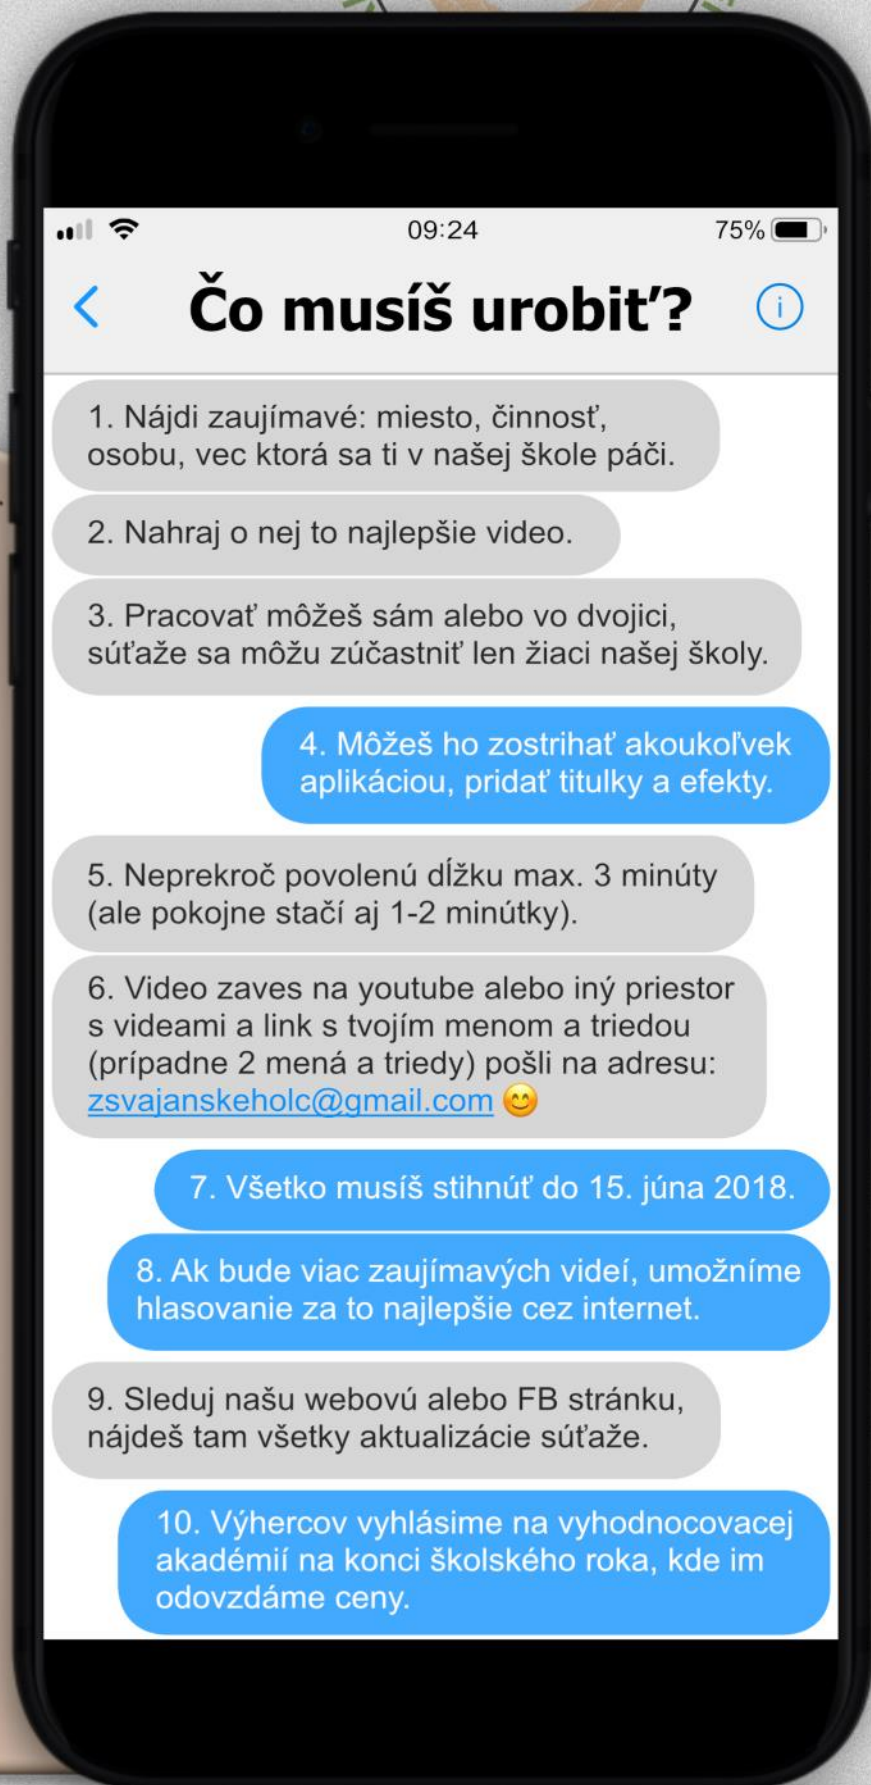 09:24
75%
Čo musíš urobiť?
1. Nájdi zaujímavé: miesto, činnosť,
osobu, vec ktorá sa ti v našej škole páči.
2. Nahraj o nej to najlepšie video.
3. Pracovať môžeš sám alebo vo dvojici,
súťaže sa môžu zúčastniť len žiaci našej školy.
4. Môžeš ho zostrihať akoukoľvek
aplikáciou, pridať titulky a efekty.
5. Neprekroč povolenú dĺžku max. 3 minúty
(ale pokojne stačí aj 1-2 minútky).
6. Video zaves na youtube alebo iný priestor
s videami a link s tvojím menom a triedou
(prípadne 2 mená a triedy) pošli na adresu:
zsvajanskeholc@gmail.com 😊
7. Všetko musíš stihnúť do 15. júna 2018.
8. Ak bude viac zaujímavých videí, umožníme
hlasovanie za to najlepšie cez internet.
9. Sleduj našu webovú alebo FB stránku,
nájdeš tam všetky aktualizácie súťaže.
10. Výhercov vyhlásime na vyhodnocovacej
akadémií na konci školského roka, kde im
odovzdáme ceny.